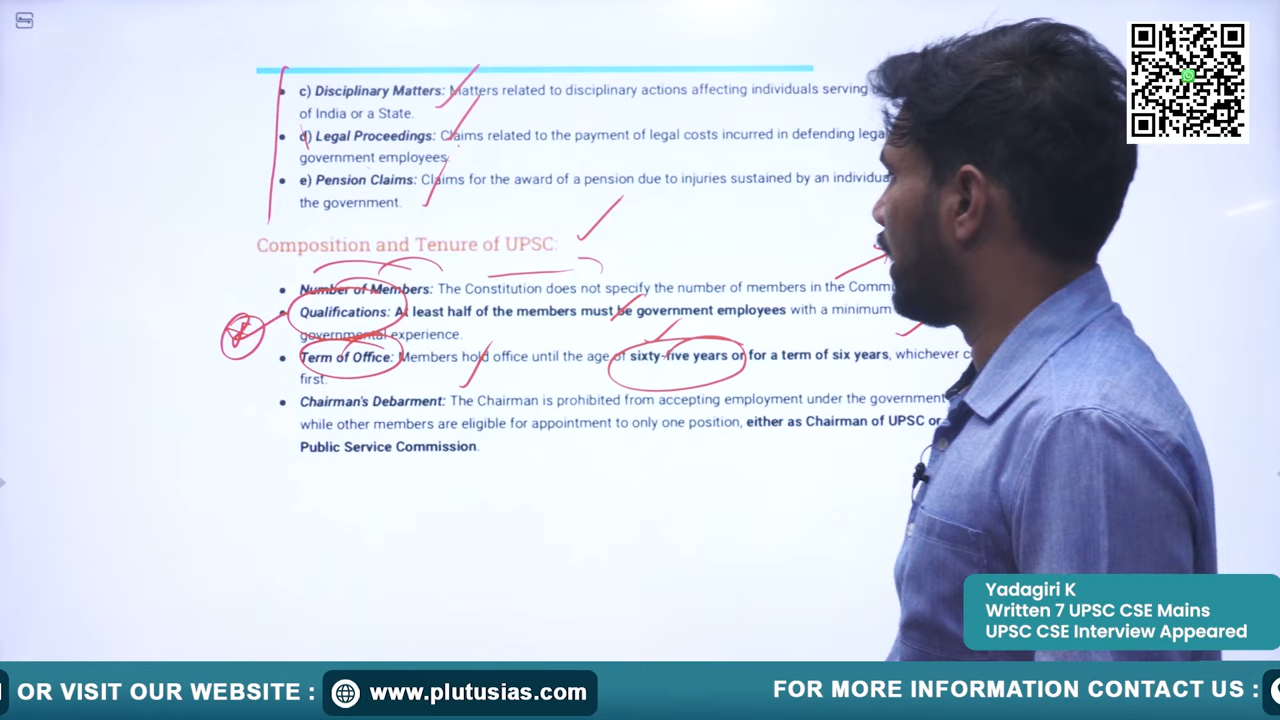 c) Disciplinary Matters: Matters related to disciplinary actions affecting individuals serving
of India or a State.
d) Legal Proceedings: Claims related to the payment of legal costs incurred in defending
government employees.
e) Pension Claims: Claims for the award of a pension due to injuries sustained by an
the government.
Composition and Tenure of UPSC:
Number of Members: The Constitution does not specify the number of members in the
Qualifications: At least half of the members must be government employees with a minimum
governmental experience.
Term of Office: Members hold office until the age of sixty-five years or for a term of six years, whichever
first.
Chairman's Debarment: The Chairman is prohibited from accepting employment under the government
while other members are eligible for appointment to only one position, either as Chairman of UPSC or
Public Service Commission.
Yadagiri K
Written 7 UPSC CSE Mains
UPSC CSE Interview Appeared
OR VISIT OUR WEBSITE : www.plutusias.com FOR MORE INFORMATION CONTACT US :